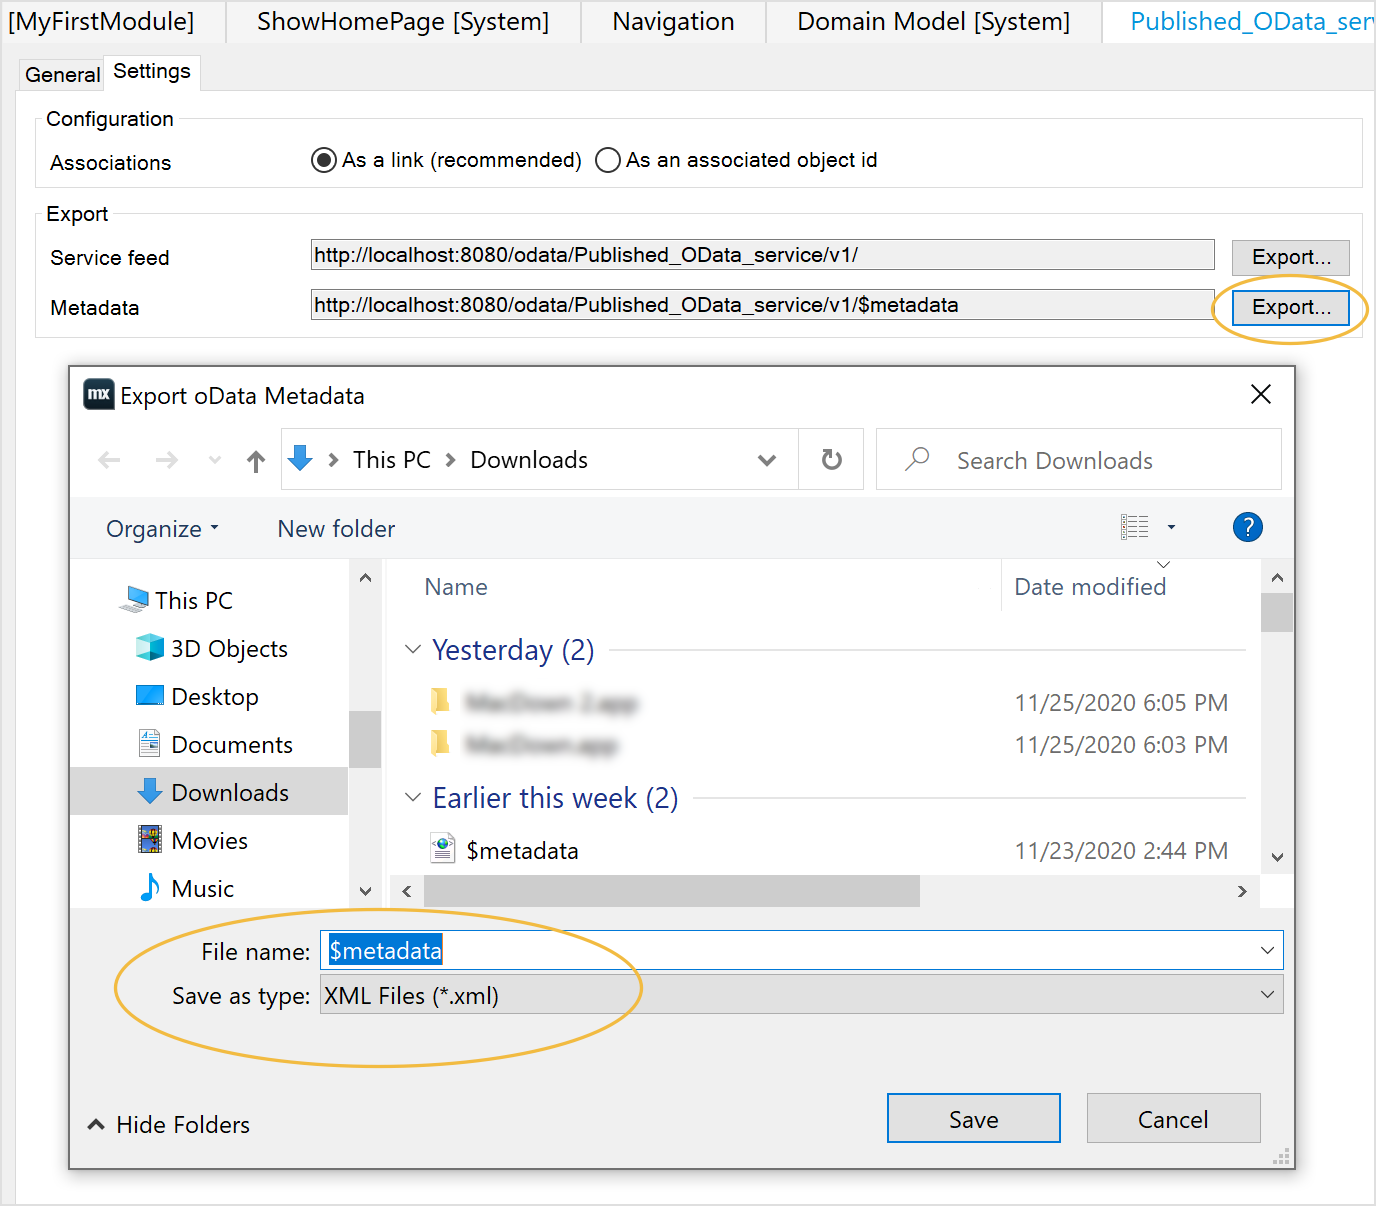 [MyFirstModule] ShowHomePage [System] Navigation Domain Model [System] Published_OData_ser
General Settings
Configuration
Associations As a link (recommended) As an associated object id
Export
Service feed http://localhost:8080/odata/Published_OData_service/v1/ Export...
Metadata http://localhost:8080/odata/Published_OData_service/v1/$metadata Export...
mx Export oData Metadata
This PC Downloads Search Downloads
Organize New folder ?
Name Date modified
This PC
3D Objects
Desktop
Documents
Downloads
Movies
Music
Yesterday (2)
MacDown 2.app 11/25/2020 6:05 PM
MacDown.app 11/25/2020 6:03 PM
Earlier this week (2)
$metadata 11/23/2020 2:44 PM
File name: $metadata
Save as type: XML Files (*.xml)
Hide Folders Save Cancel